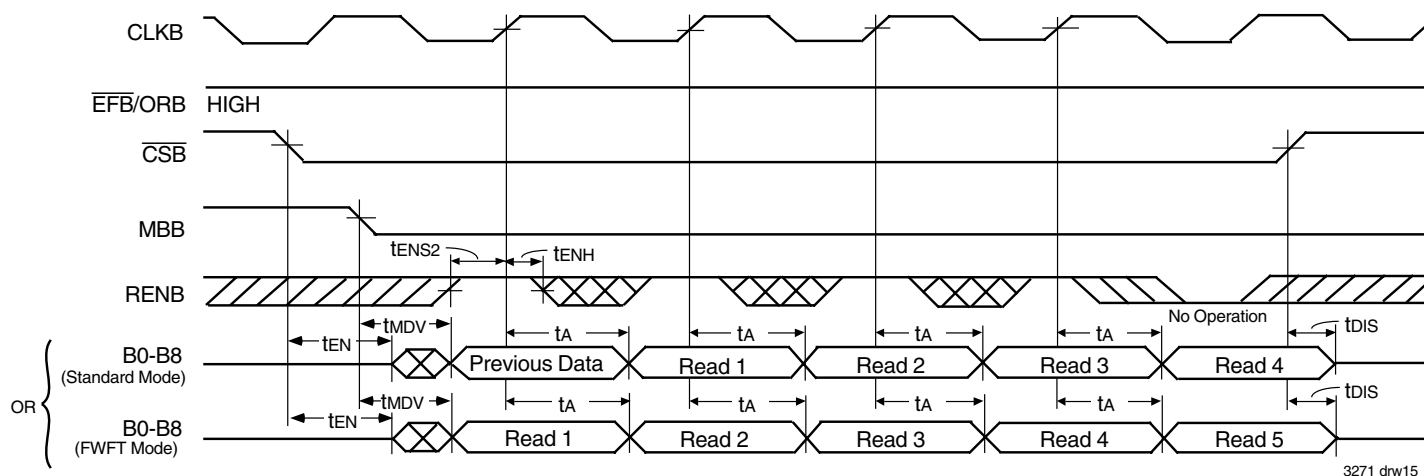 CLKB
EFB/ORB HIGH
CSB
MBB
tENS2 tENH
RENB
No Operation
tMDV tA tA tA tA tDIS
tEN
B0-B8 Previous Data Read 1 Read 2 Read 3 Read 4
(Standard Mode)
OR
tMDV tA tA tA tA tDIS
tEN
B0-B8 Read 1 Read 2 Read 3 Read 4 Read 5
(FWFT Mode)
3271 drw15